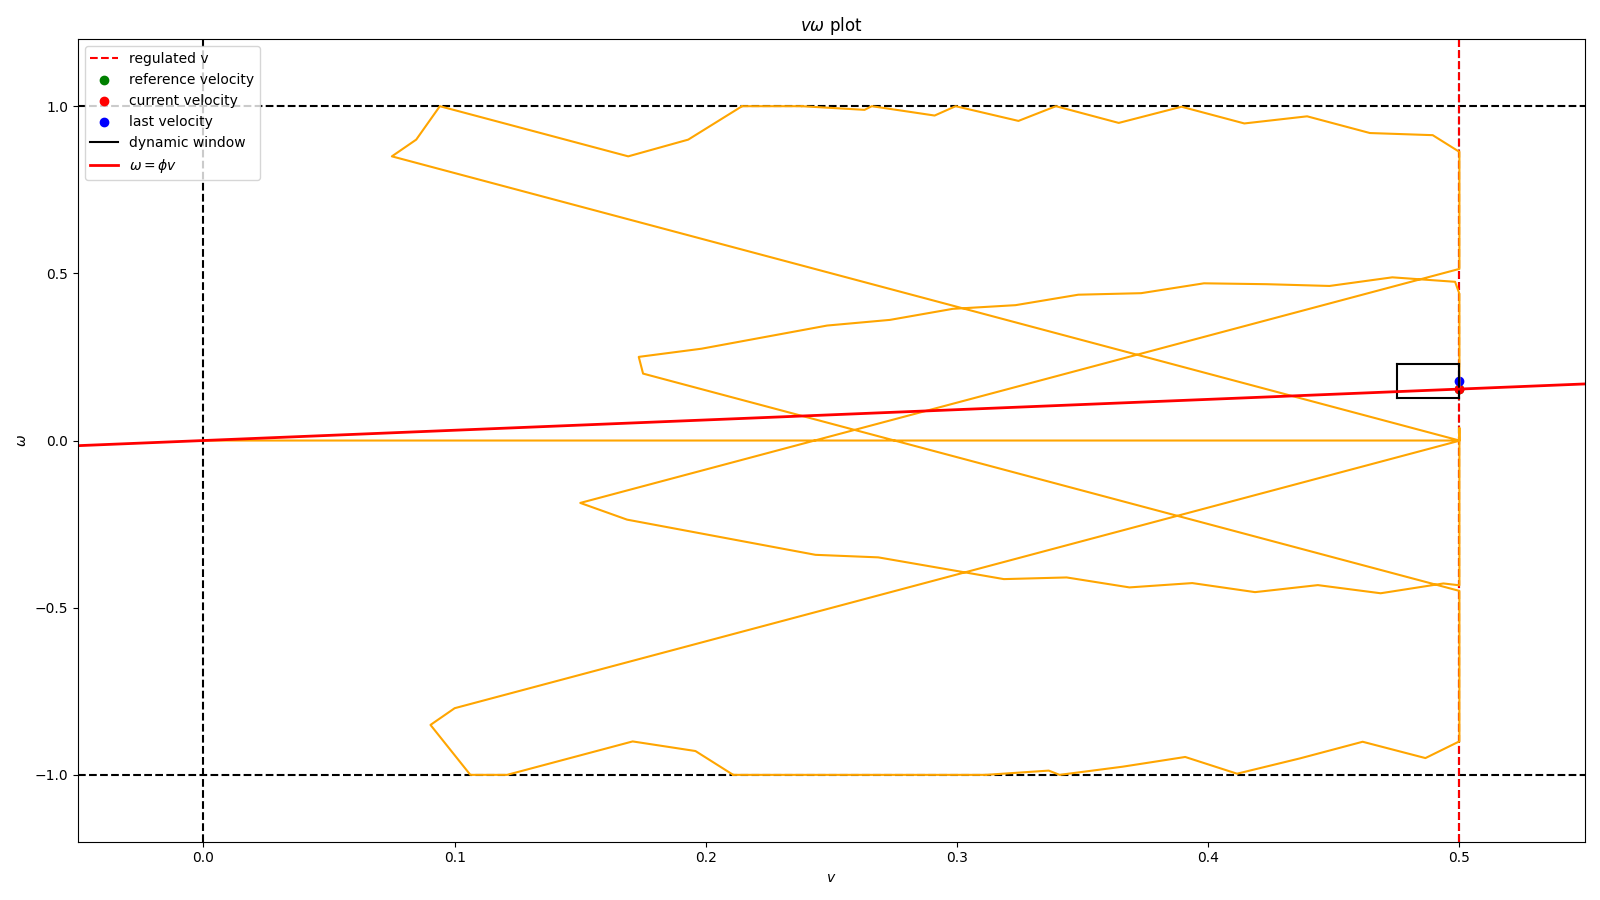 vω plot
regulated v
reference velocity
current velocity
last velocity
dynamic window
ω = ϕv
1.0
0.5
0.0
−0.5
−1.0
ω
0.0 0.1 0.2 0.3 0.4 0.5
v